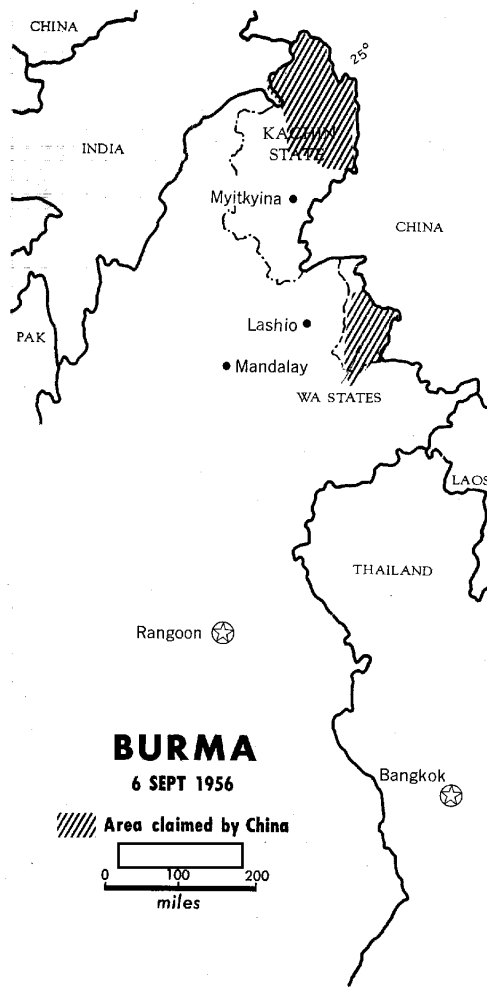 CHINA
25°
INDIA
KACHIN
STATE
Myitkyina
CHINA
PAK
Lashio
Mandalay
WA STATES
LAOS
THAILAND
Rangoon
BURMA
6 SEPT 1956
Bangkok
Area claimed by China
0 100 200
miles